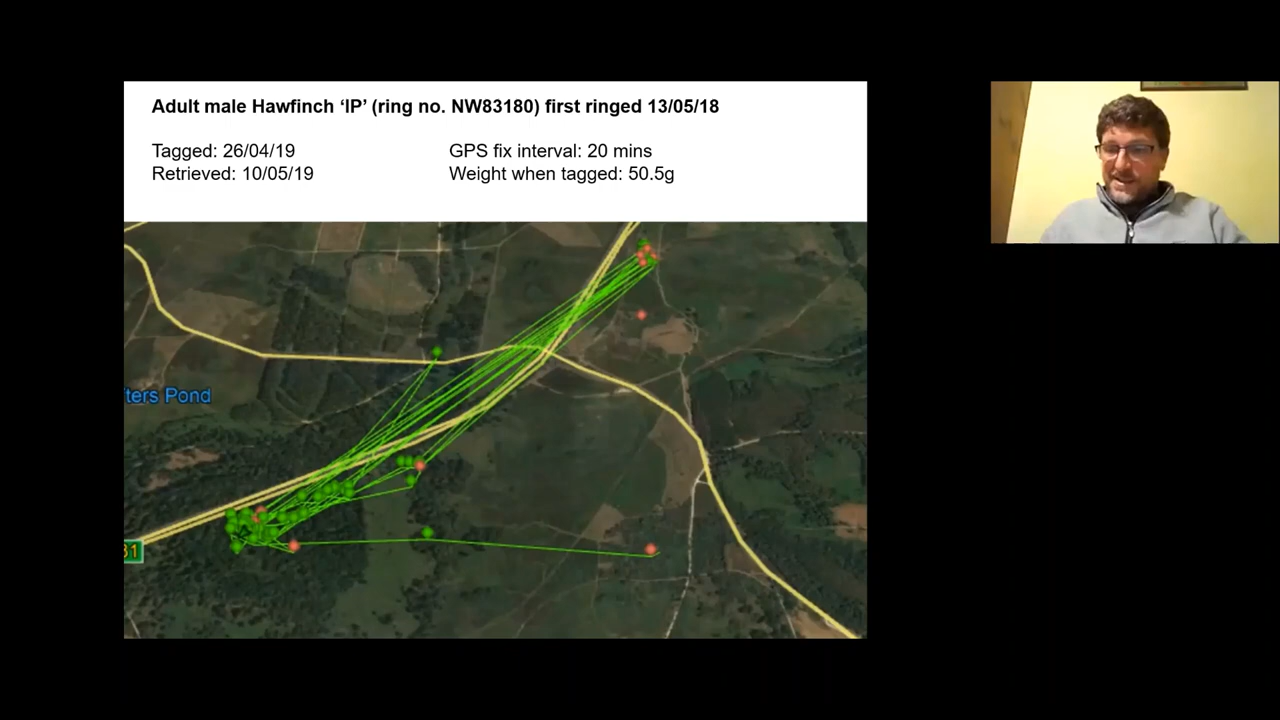 Adult male Hawfinch ‘IP’ (ring no. NW83180) first ringed 13/05/18
Tagged: 26/04/19
GPS fix interval: 20 mins
Retrieved: 10/05/19
Weight when tagged: 50.5g
ters Pond
31